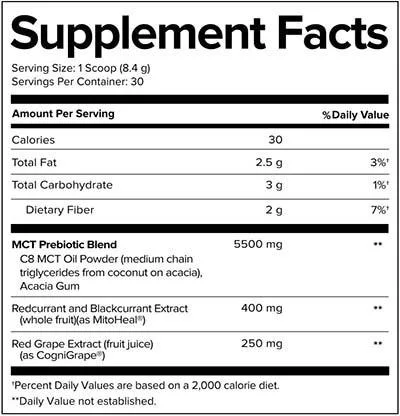 Supplement Facts
Serving Size: 1 Scoop (8.4 g)
Servings Per Container: 30
Amount Per Serving %Daily Value
Calories 30
Total Fat 2.5 g 3%†
Total Carbohydrate 3 g 1%†
Dietary Fiber 2 g 7%†
MCT Prebiotic Blend 5500 mg **
C8 MCT Oil Powder (medium chain
triglycerides from coconut on acacia),
Acacia Gum
Redcurrant and Blackcurrant Extract 400 mg **
(whole fruit)(as MitoHeal®)
Red Grape Extract (fruit juice) 250 mg **
(as CogniGrape®)
†Percent Daily Values are based on a 2,000 calorie diet.
**Daily Value not established.